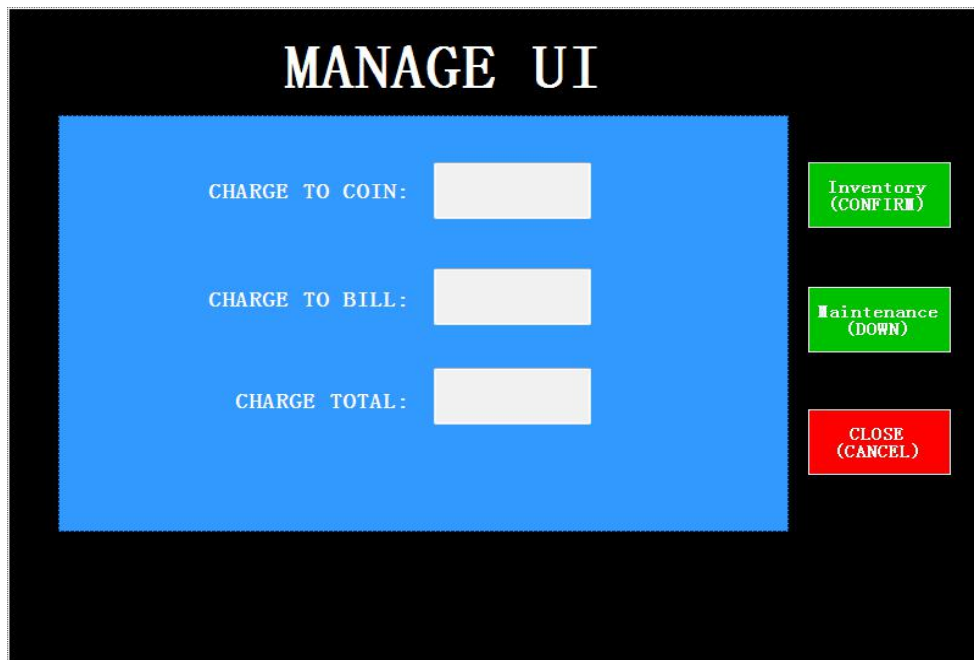 MANAGE UI
CHARGE TO COIN:
CHARGE TO BILL:
CHARGE TOTAL:
Inventory
(CONFIRM)
Maintenance
(DOWN)
CLOSE
(CANCEL)